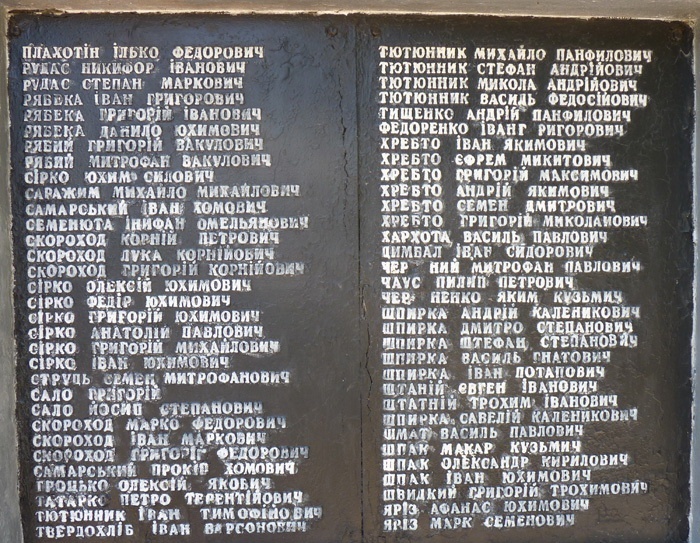 ПЛАХОТІН ІЛЬКО ФЕДОРОВИЧ
РУДАС НИКИФОР ІВАНОВИЧ
РУДАС СТЕПАН МАРКОВИЧ
РЯБЕКА ІВАН ГРИГОРОВИЧ
РЯБЕКА ГРИГОРІЙ ІВАНОВИЧ
РЯБЕКА ДАНИЛО ЮХИМОВИЧ
РЯБИЙ ГРИГОРІЙ ВАКУЛОВИЧ
РЯБИЙ МИТРОФАН ВАКУЛОВИЧ
СІРКО ЮХИМ СИЛОВИЧ
САРАЖИМ МИХАЙЛО МИХАЙЛОВИЧ
САМАРСЬКИЙ ІВАН ХОМОВИЧ
СЕМЕНЮТА ІНИФАН ОМЕЛЬЯНОВИЧ
СКОРОХОД КОРНІЙ ПЕТРОВИЧ
СКОРОХОД ЛУКА КОРНІЙОВИЧ
СКОРОХОД ГРИГОРІЙ КОРНІЙОВИЧ
СІРКО ОЛЕКСІЙ ЮХИМОВИЧ
СІРКО ФЕДІР ЮХИМОВИЧ
СІРКО ГРИГОРІЙ ЮХИМОВИЧ
СІРКО АНАТОЛІЙ ПАВЛОВИЧ
СІРКО ГРИГОРІЙ МИХАЙЛОВИЧ
СІРКО ІВАН ЮХИМОВИЧ
СТРУЦЬ СЕМЕН МИТРОФАНОВИЧ
САЛО ГРИГОРІЙ
САЛО ЙОСИП СТЕПАНОВИЧ
СКОРОХОД МАРКО ФЕДОРОВИЧ
СКОРОХОД ІВАН МАРКОВИЧ
СКОРОХОД ГРИГОРІЙ ФЕДОРОВИЧ
САМАРСЬКИЙ ПРОКІП ХОМОВИЧ
ТРОЦЬКО ОЛЕКСІЙ ЯКОВИЧ
ТАТАРКО ПЕТРО ТЕРЕНТІЙОВИЧ
ТЮТЮННИК ІВАН ТИМОФІЙОВИЧ
ТВЕРДОХЛІБ ІВАН ВАРСОНОВИЧ
ТЮТЮННИК МИХАЙЛО ПАНФИЛОВИЧ
ТЮТЮННИК СТЕФАН АНДРІЙОВИЧ
ТЮТЮННИК МИКОЛА АНДРІЙОВИЧ
ТЮТЮННИК ВАСИЛЬ ФЕДОСІЙОВИЧ
ТИЩЕНКО АНДРІЙ ПАНФИЛОВИЧ
ФЕДОРЕНКО ІВАНГ РИГОРОВИЧ
ХРЕБТО ІВАН ЯКИМОВИЧ
ХРЕБТО ЄФРЕМ МИКИТОВИЧ
ХРЕБТО ГРИГОРІЙ МАКСИМОВИЧ
ХРЕБТО АНДРІЙ ЯКИМОВИЧ
ХРЕБТО СЕМЕН ДМИТРОВИЧ
ХРЕБТО ГРИГОРІЙ МИКОЛАЙОВИЧ
ХАРХОТА ВАСИЛЬ ПАВЛОВИЧ
ЦИМБАЛ ІВАН СИДОРОВИЧ
ЧЕР НИЙ МИТРОФАН ПАВЛОВИЧ
ЧАУС ПИЛИП ПЕТРОВИЧ
ЧЕР НЕНКО ЯКИМ КУЗЬМИЧ
ШПИРКА АНДРІЙ КАЛЕНИКОВИЧ
ШПИРКА ДМИТРО СТЕПАНОВИЧ
ШПИРКА ШТЕФАН СТЕПАНОВИЧ
ШПИРКА ВАСИЛЬ ГНАТОВИЧ
ШПИРКА ІВАН ПОТАПОВИЧ
ШТАНІЙ ЄВГЕН ІВАНОВИЧ
ШТАТНІЙ ТРОХИМ ІВАНОВИЧ
ШПИРКА САВЕЛІЙ КАЛЕНИКОВИЧ
ШМАТ ВАСИЛЬ ПАВЛОВИЧ
ШПАК МАКАР КУЗЬМИЧ
ШПАК ОЛЕКСАНДР КИРИЛОВИЧ
ШПАК ІВАН ЮХИМОВИЧ
ШВИДКИЙ ГРИГОРІЙ ТРОХИМОВИЧ
ЯРІЗ АФАНАС ЮХИМОВИЧ
ЯРІЗ МАРК СЕМЕНОВИЧ